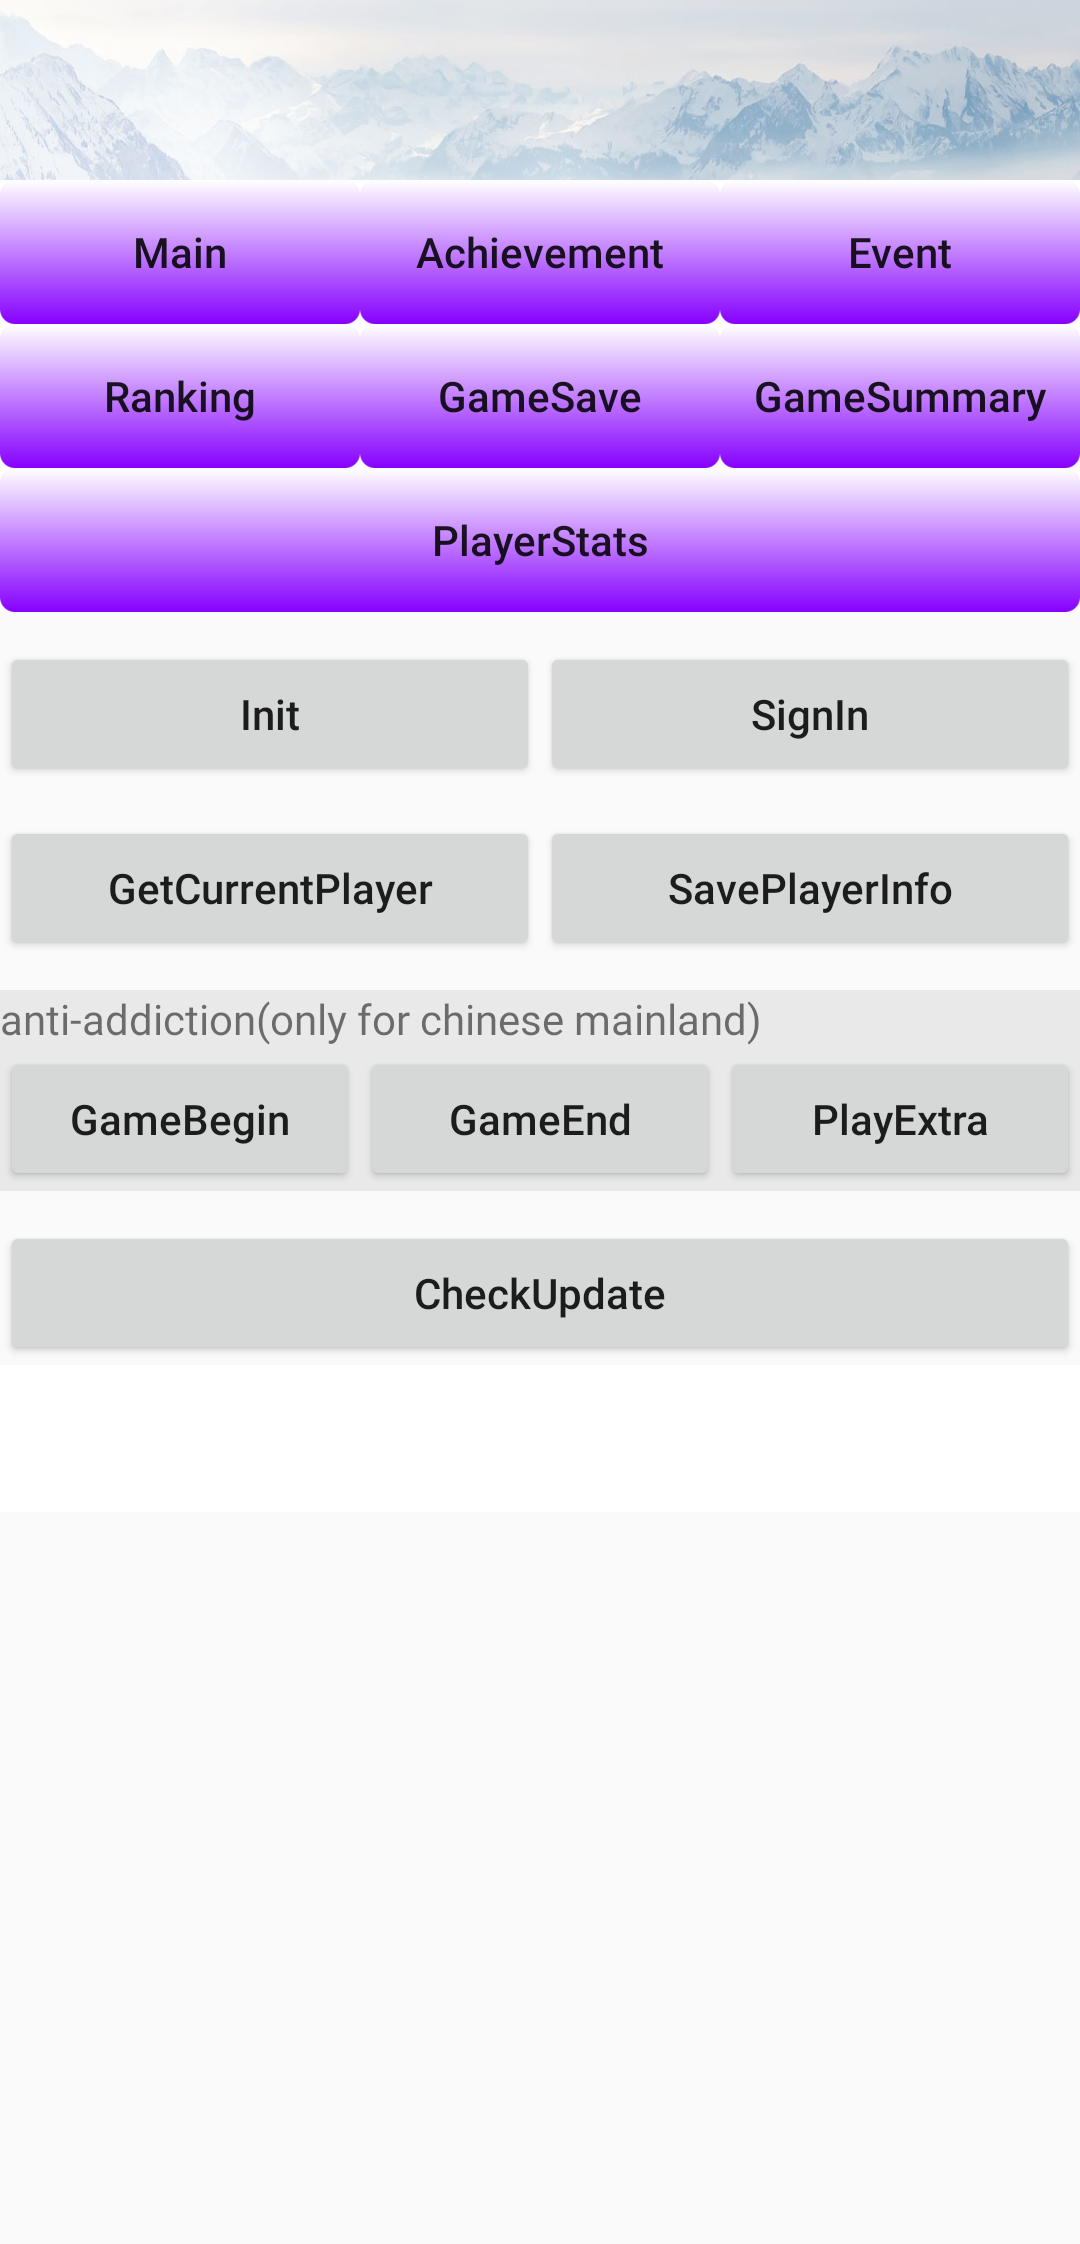 Main Achievement Event
Ranking GameSave GameSummary
PlayerStats
Init SignIn
GetCurrentPlayer SavePlayerInfo
anti-addiction(only for chinese mainland)
GameBegin GameEnd PlayExtra
CheckUpdate